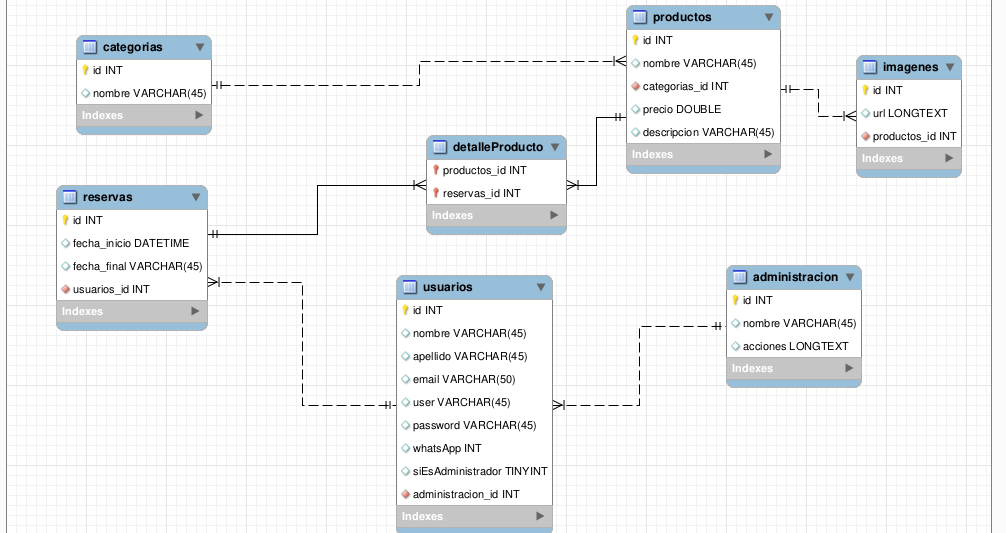 categorias
id INT
nombre VARCHAR(45)
Indexes
productos
id INT
nombre VARCHAR(45)
categorias_id INT
precio DOUBLE
descripcion VARCHAR(45)
Indexes
imagenes
id INT
url LONGTEXT
productos_id INT
Indexes
detalleProducto
productos_id INT
reservas_id INT
Indexes
reservas
id INT
fecha_inicio DATETIME
fecha_final VARCHAR(45)
usuarios_id INT
Indexes
usuarios
id INT
nombre VARCHAR(45)
apellido VARCHAR(45)
email VARCHAR(50)
user VARCHAR(45)
password VARCHAR(45)
whatsApp INT
siEsAdministrador TINYINT
administracion_id INT
Indexes
administracion
id INT
nombre VARCHAR(45)
acciones LONGTEXT
Indexes